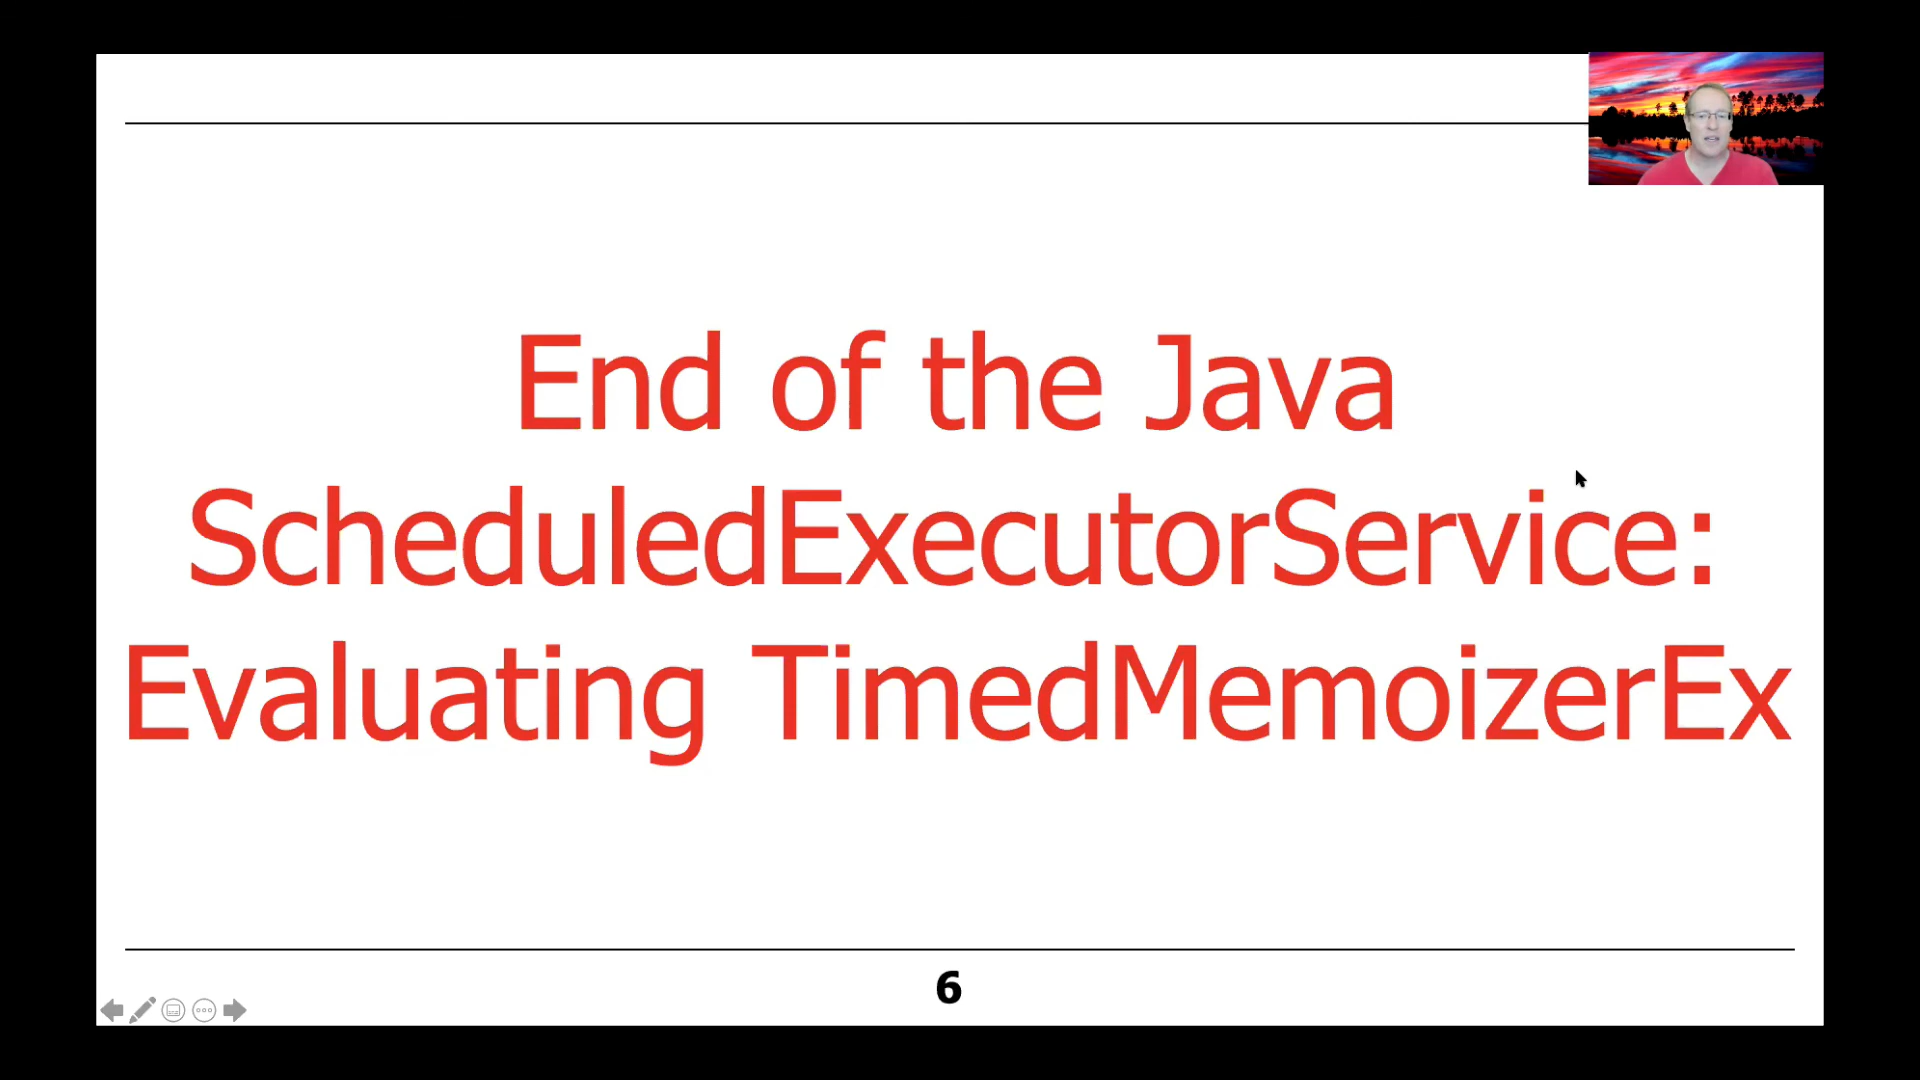 End of the Java
ScheduledExecutorService:
Evaluating TimedMemoizerEx
6